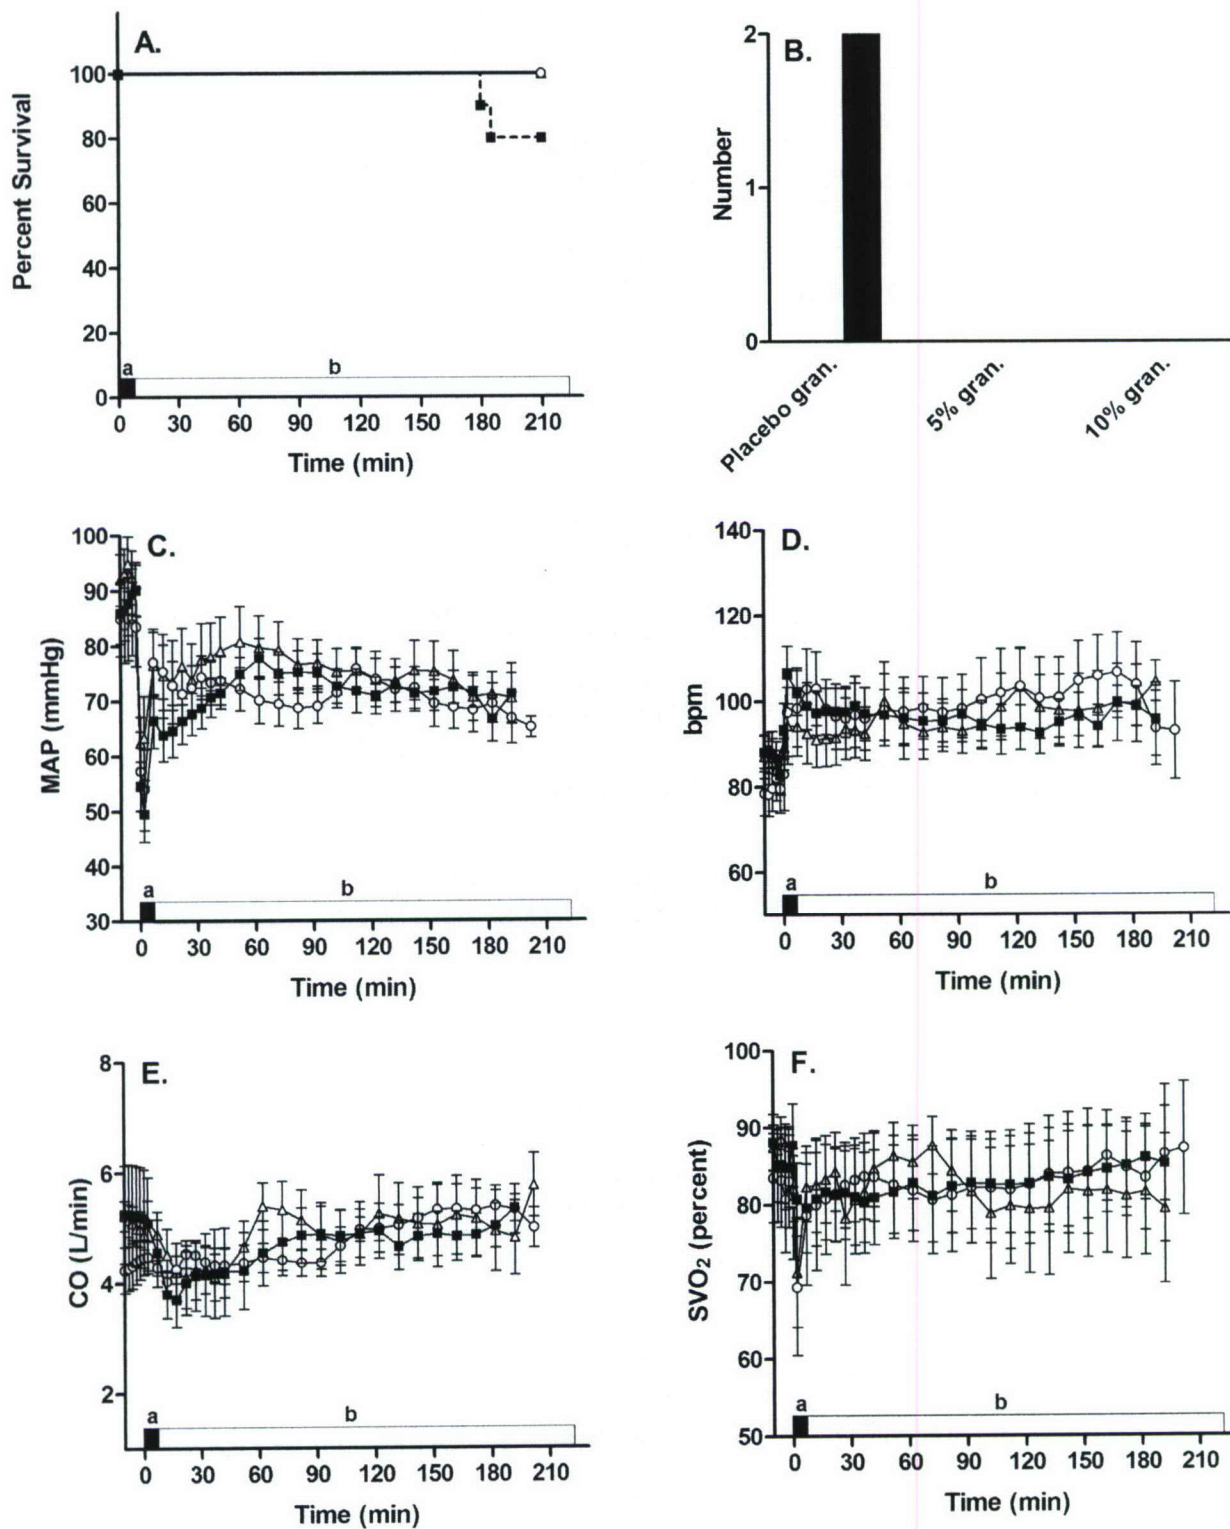 A.
Percent Survival
100
80
60
40
20
0
a
b
0 30 60 90 120 150 180 210
Time (min)
B.
Number
2
1
0
Placebo gran.
5% gran.
10% gran.
C.
MAP (mmHg)
100
90
80
70
60
50
40
30
a
b
0 30 60 90 120 150 180 210
Time (min)
D.
bpm
140
120
100
80
60
a
b
0 30 60 90 120 150 180 210
Time (min)
E.
CO (L/min)
8
6
4
2
a
b
0 30 60 90 120 150 180 210
Time (min)
F.
SVO₂ (percent)
100
90
80
70
60
50
a
b
0 30 60 90 120 150 180 210
Time (min)